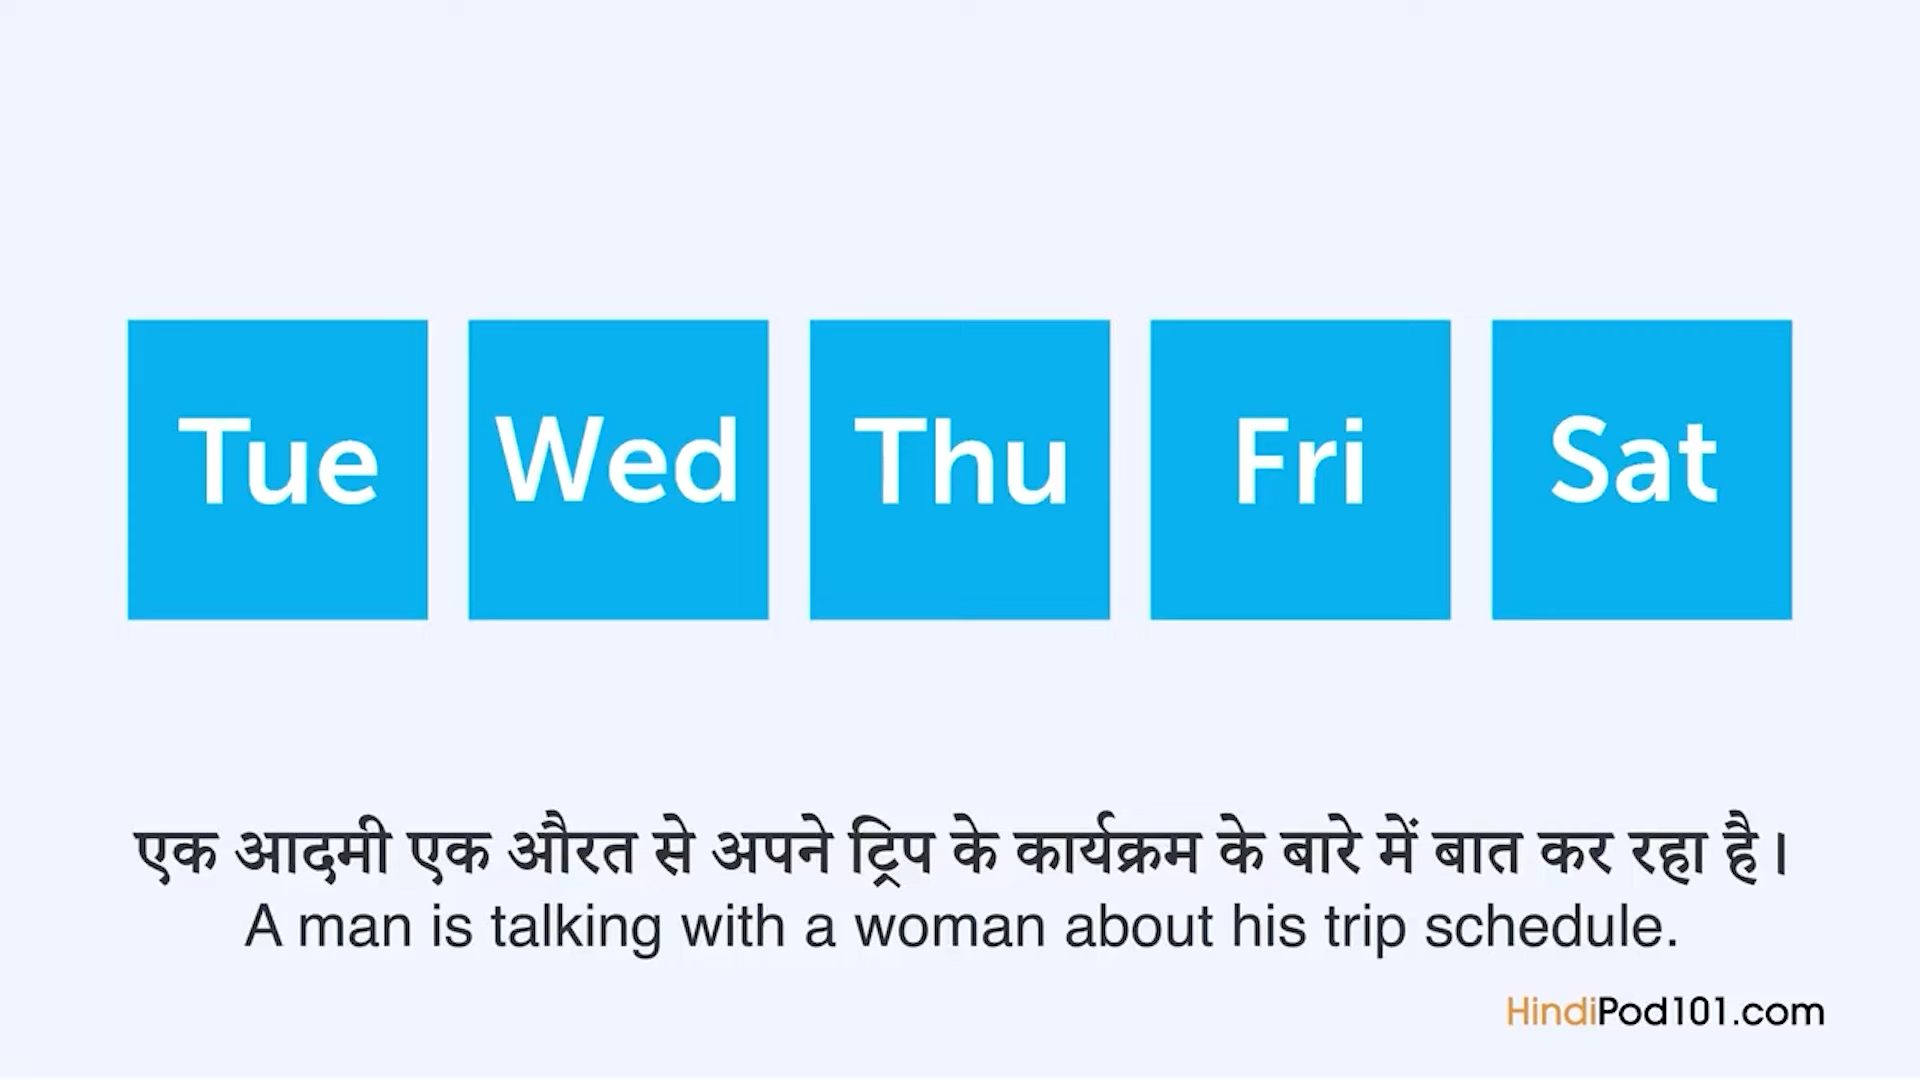 Tue Wed Thu Fri Sat
एक आदमी एक औरत से अपने ट्रिप के कार्यक्रम के बारे में बात कर रहा है।
A man is talking with a woman about his trip schedule.
HindiPod101.com